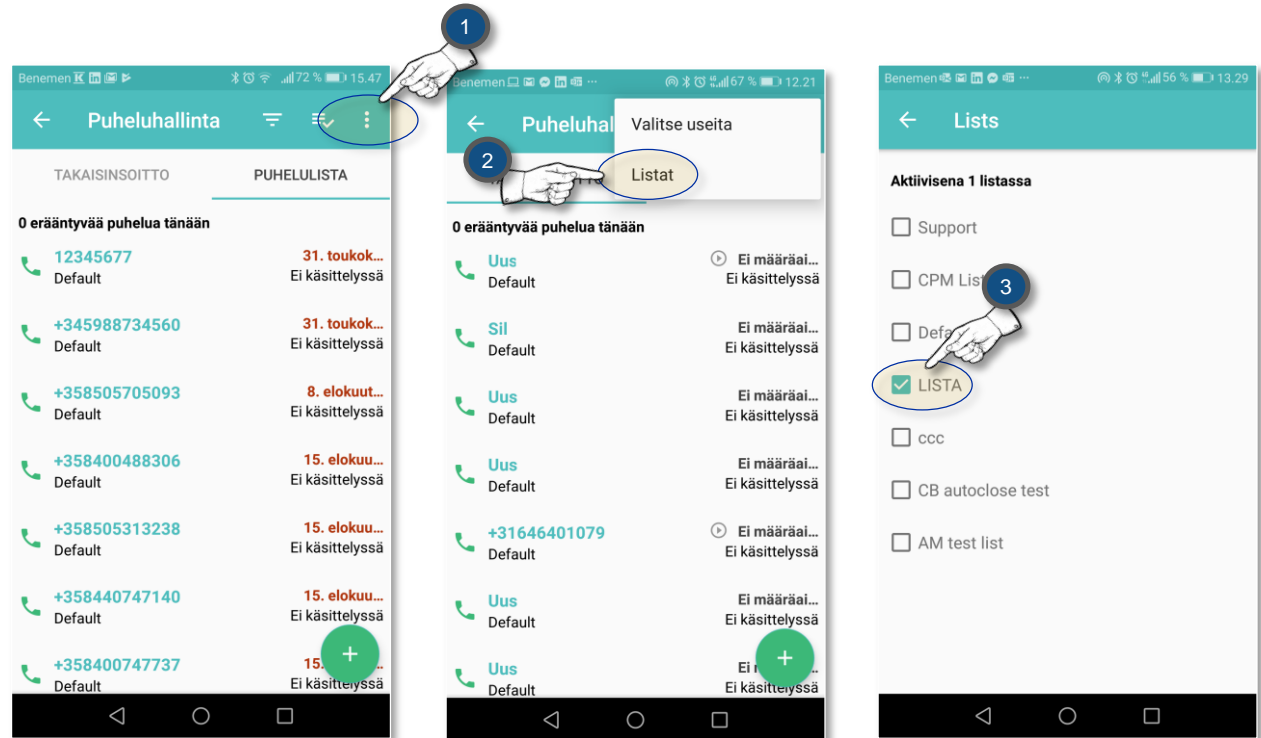 1
Benemen 72 % 15.47
Puheluhallinta
TAKAISINSOITTO PUHELULISTA
0 erääntyvää puhelua tänään
12345677 31. toukok...
Default Ei käsittelyssä
+345988734560 31. toukok...
Default Ei käsittelyssä
+358505705093 8. elokuut...
Default Ei käsittelyssä
+358400488306 15. elokuu...
Default Ei käsittelyssä
+358505313238 15. elokuu...
Default Ei käsittelyssä
+358440747140 15. elokuu...
Default Ei käsittelyssä
+358400747737 15.
Default Ei käsittelyssä
Benemen 67 % 12.21
Puheluhal
Valitse useita
2
Listat
0 erääntyvää puhelua tänään
Uus Ei määräai...
Default Ei käsittelyssä
Sil Ei määräai...
Default Ei käsittelyssä
Uus Ei määräai...
Default Ei käsittelyssä
Uus Ei määräai...
Default Ei käsittelyssä
+31646401079 Ei määräai...
Default Ei käsittelyssä
Uus Ei määräai...
Default Ei käsittelyssä
Uus Ei
Default Ei käsittelyssä
Benemen 56 % 13.29
Lists
Aktiivisena 1 listassa
Support
CPM Lis
3
Defa
LISTA
ccc
CB autoclose test
AM test list